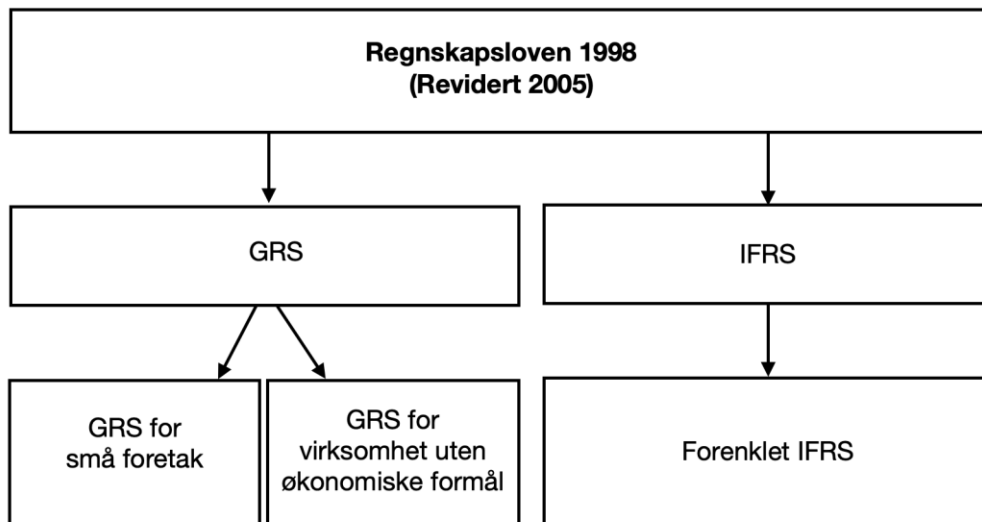 Regnskapsloven 1998
(Revidert 2005)
GRS
IFRS
GRS for
små foretak
GRS for
virksomhet uten
økonomiske formål
Forenklet IFRS